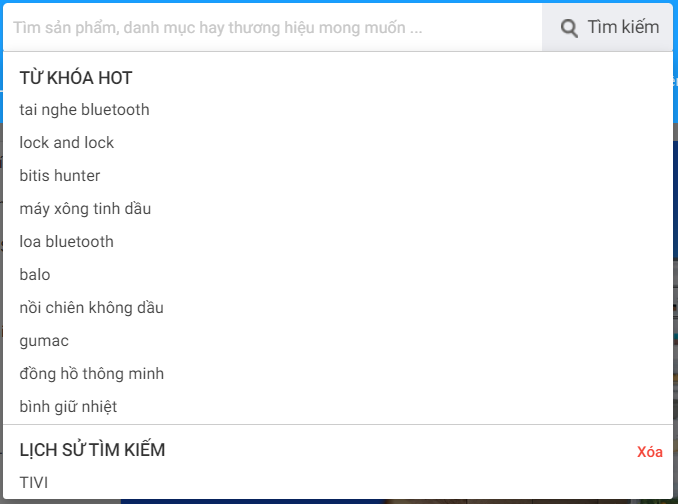 Tìm sản phẩm, danh mục hay thương hiệu mong muốn ...
Tìm kiếm
TỪ KHÓA HOT
tai nghe bluetooth
lock and lock
bitis hunter
máy xông tinh dầu
loa bluetooth
balo
nồi chiên không dầu
gumac
đồng hồ thông minh
bình giữ nhiệt
LỊCH SỬ TÌM KIẾM
Xóa
TIVI